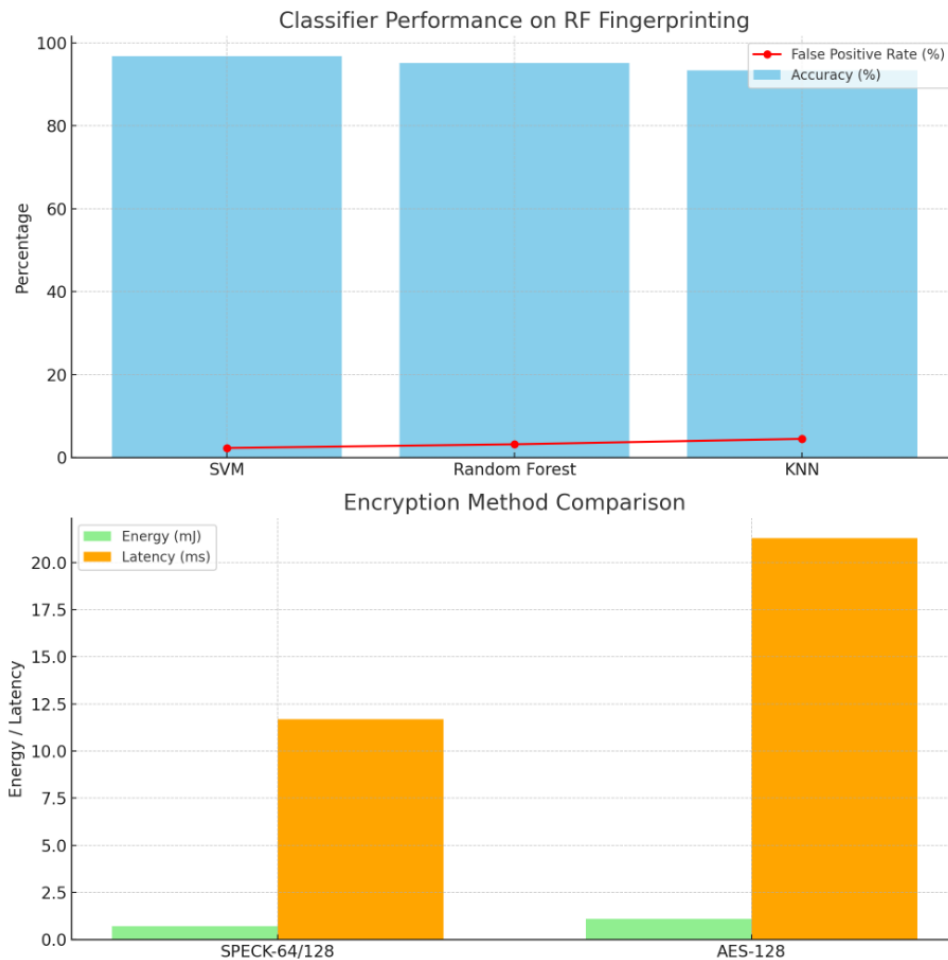 Classifier Performance on RF Fingerprinting
100
80
60
40
20
0
Percentage
False Positive Rate (%)
Accuracy (%)
SVM Random Forest KNN
Encryption Method Comparison
20.0
17.5
15.0
12.5
10.0
7.5
5.0
2.5
0.0
Energy / Latency
Energy (mJ)
Latency (ms)
SPECK-64/128 AES-128